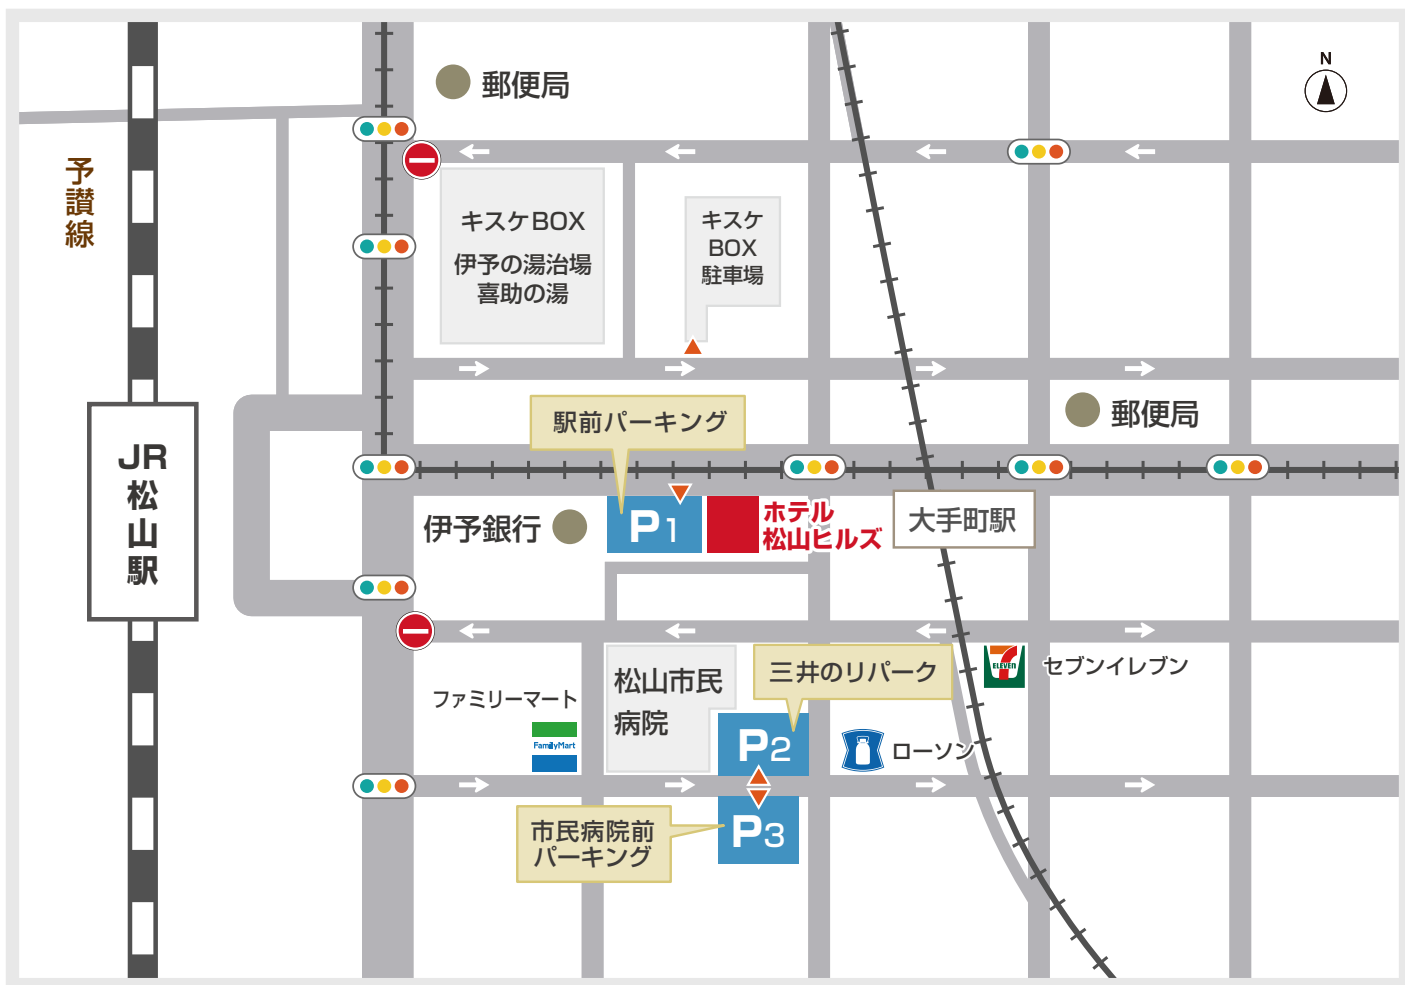 N
郵便局
予讃線
キスケBOX
伊予の湯治場
喜助の湯
キスケ
BOX
駐車場
駅前パーキング
郵便局
JR
松山駅
伊予銀行
P1
ホテル
松山ヒルズ
大手町駅
松山市民
病院
三井のリパーク
ELEVEN
セブンイレブン
ファミリーマート
FamilyMart
P2
ローソン
市民病院前
パーキング
P3